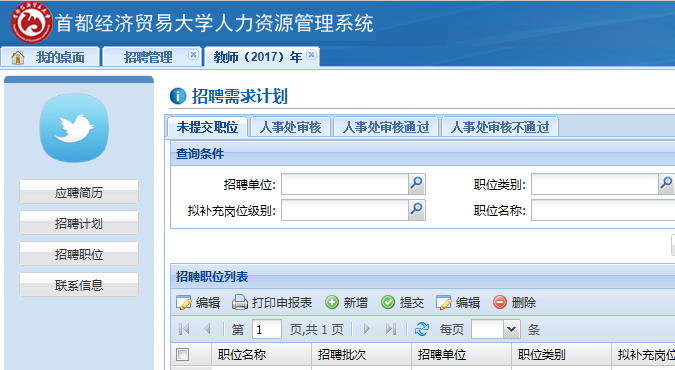 首都经济贸易大学人力资源管理系统
我的桌面 招聘管理 教师（2017）年
招聘需求计划
未提交职位 人事处审核 人事处审核通过 人事处审核不通过
查询条件
招聘单位: 职位类别:
拟补充岗位级别: 职位名称:
应聘简历
招聘计划
招聘职位
联系信息
招聘职位列表
编辑 打印申报表 新增 提交 编辑 删除
第 1 页,共 1 页 每页 条
职位名称 招聘批次 招聘单位 职位类别 拟补充岗位